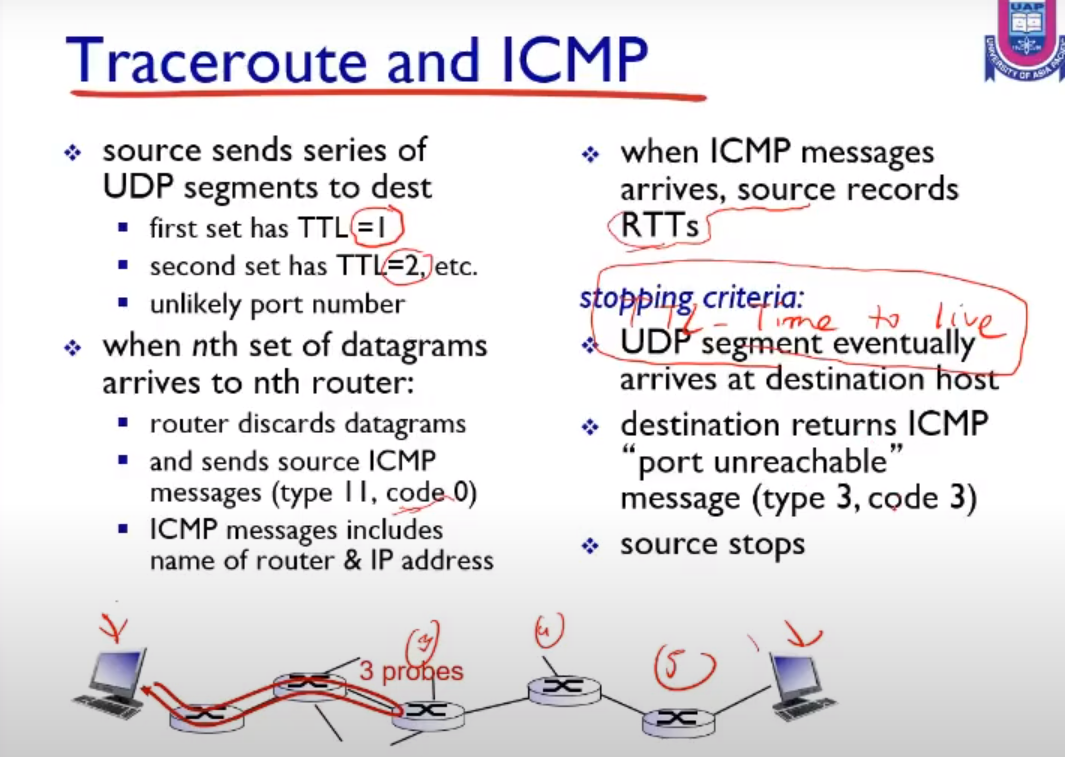 Traceroute and ICMP
UAP
UNIVERSITY OF ASIA PACIFIC
source sends series of
UDP segments to dest
first set has TTL =1
second set has TTL=2, etc.
unlikely port number
when nth set of datagrams
arrives to nth router:
router discards datagrams
and sends source ICMP
messages (type 11, code 0)
ICMP messages includes
name of router & IP address
when ICMP messages
arrives, source records
RTTs
stopping criteria:
TTL - Time to live
UDP segment eventually
arrives at destination host
destination returns ICMP
“port unreachable”
message (type 3, code 3)
source stops
3 probes
(4)
(5)